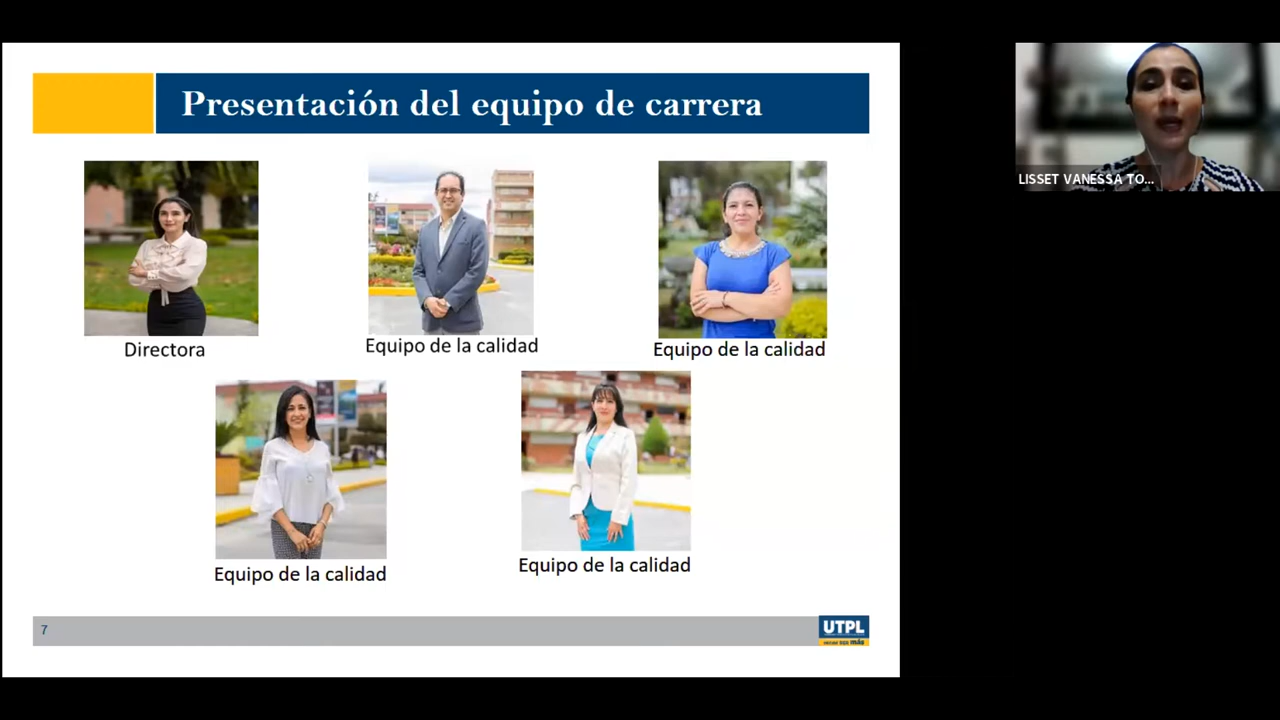 Presentación del equipo de carrera
LISSET VANESSA TO...
Directora
Equipo de la calidad
Equipo de la calidad
Equipo de la calidad
Equipo de la calidad
7
UTPL